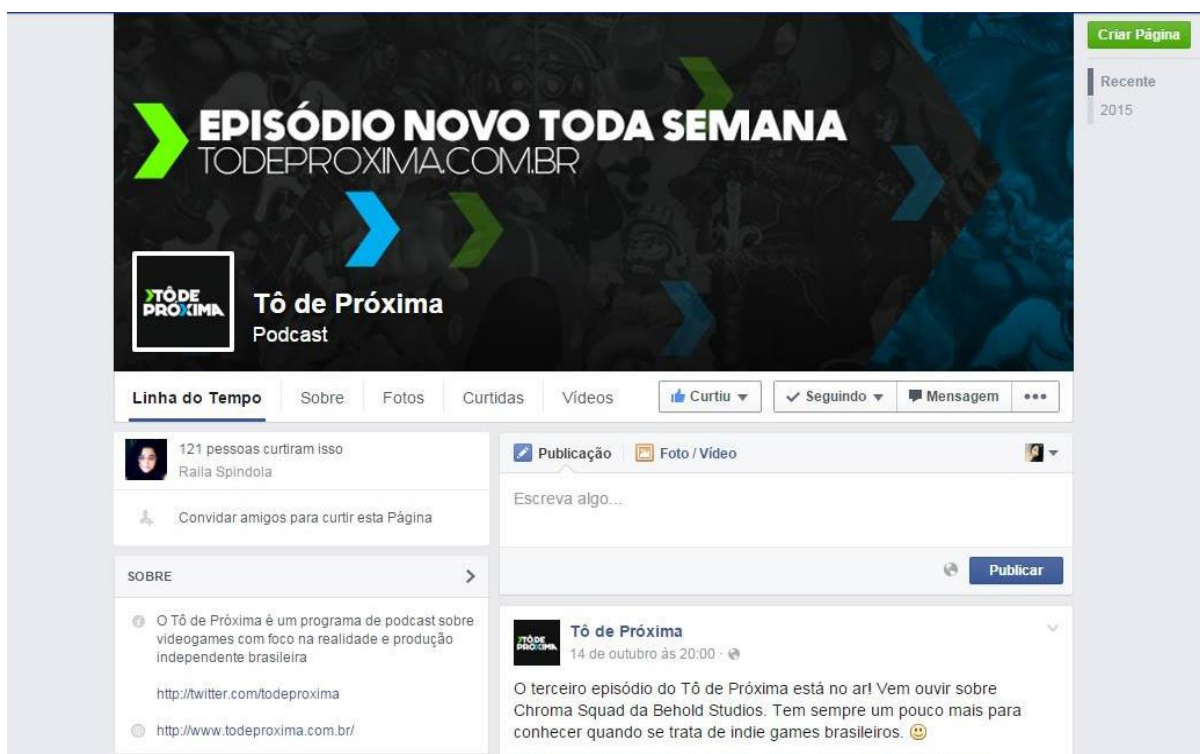 Criar Página
Recente
2015
EPISÓDIO NOVO TODA SEMANA
TODEPROXIMA.COM.BR
TÔ DE
PRÓXIMA
Tô de Próxima
Podcast
Linha do Tempo Sobre Fotos Curtidas Vídeos Curtiu Seguindo Mensagem
121 pessoas curtiram isso
Raila Spindola
Convidar amigos para curtir esta Página
SOBRE
O Tô de Próxima é um programa de podcast sobre
videogames com foco na realidade e produção
independente brasileira
http://twitter.com/todeproxima
http://www.todeproxima.com.br/
Publicação Foto / Vídeo
Escreva algo...
Publicar
TÔ DE
PRÓXIMA
Tô de Próxima
14 de outubro às 20:00 ·
O terceiro episódio do Tô de Próxima está no ar! Vem ouvir sobre
Chroma Squad da Behold Studios. Tem sempre um pouco mais para
conhecer quando se trata de indie games brasileiros.